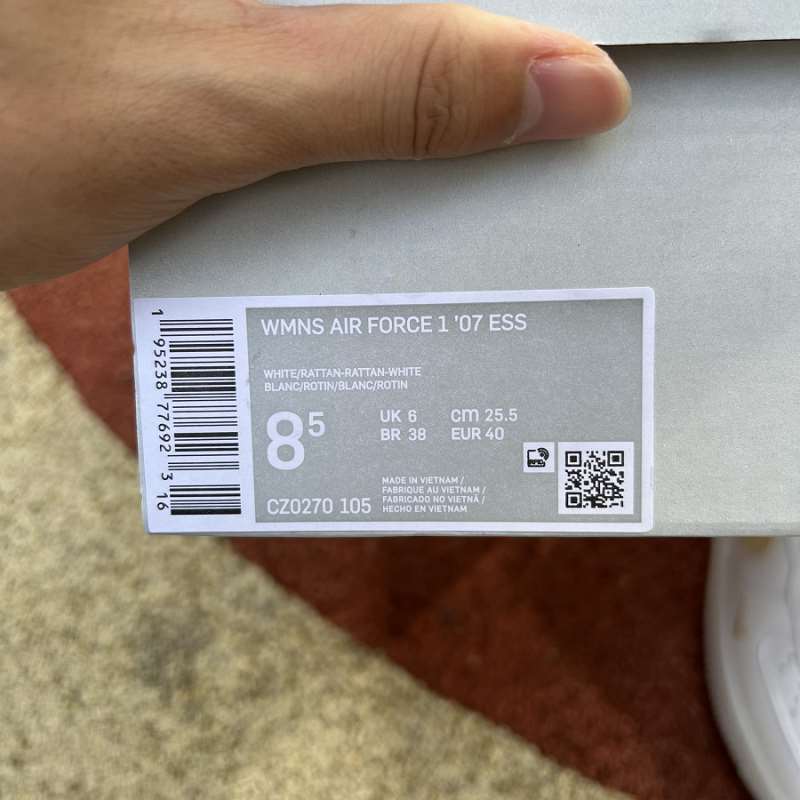 WMNS AIR FORCE 1 '07 ESS
WHITE/RATTAN-RATTAN-WHITE
BLANC/ROTIN/BLANC/ROTIN
8⁵
UK 6 cm 25.5
BR 38 EUR 40
CZ0270 105
MADE IN VIETNAM /
FABRIQUE AU VIETNAM /
FABRICADO NO VIETNÃ /
HECHO EN VIETNAM
1 95238 77692 3 16